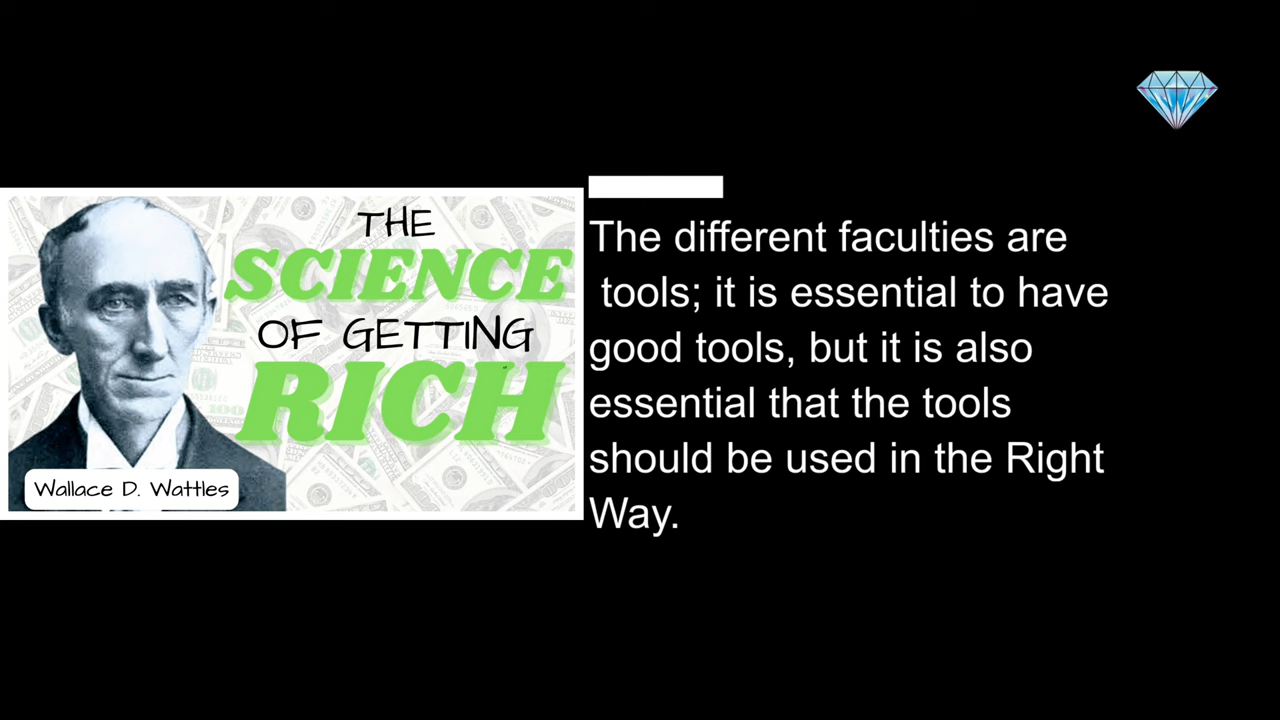 THE
SCIENCE
OF GETTING
RICH
Wallace D. Wattles
The different faculties are
tools; it is essential to have
good tools, but it is also
essential that the tools
should be used in the Right
Way.